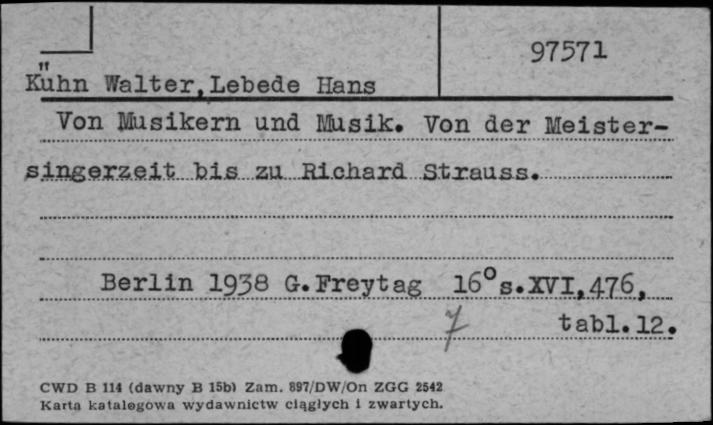 97571
Kühn Walter,Lebede Hans
Von Musikern und Musik. Von der Meister-
singerzeit bis zu Richard Strauss.
Berlin 1938 G.Freytag 16° s.XVI,476,
7 tabl.12.
CWD B 114 (dawny B 15b) Zam. 897/DW/On ZGG 2542
Karta katalogowa wydawnictw ciągłych i zwartych.